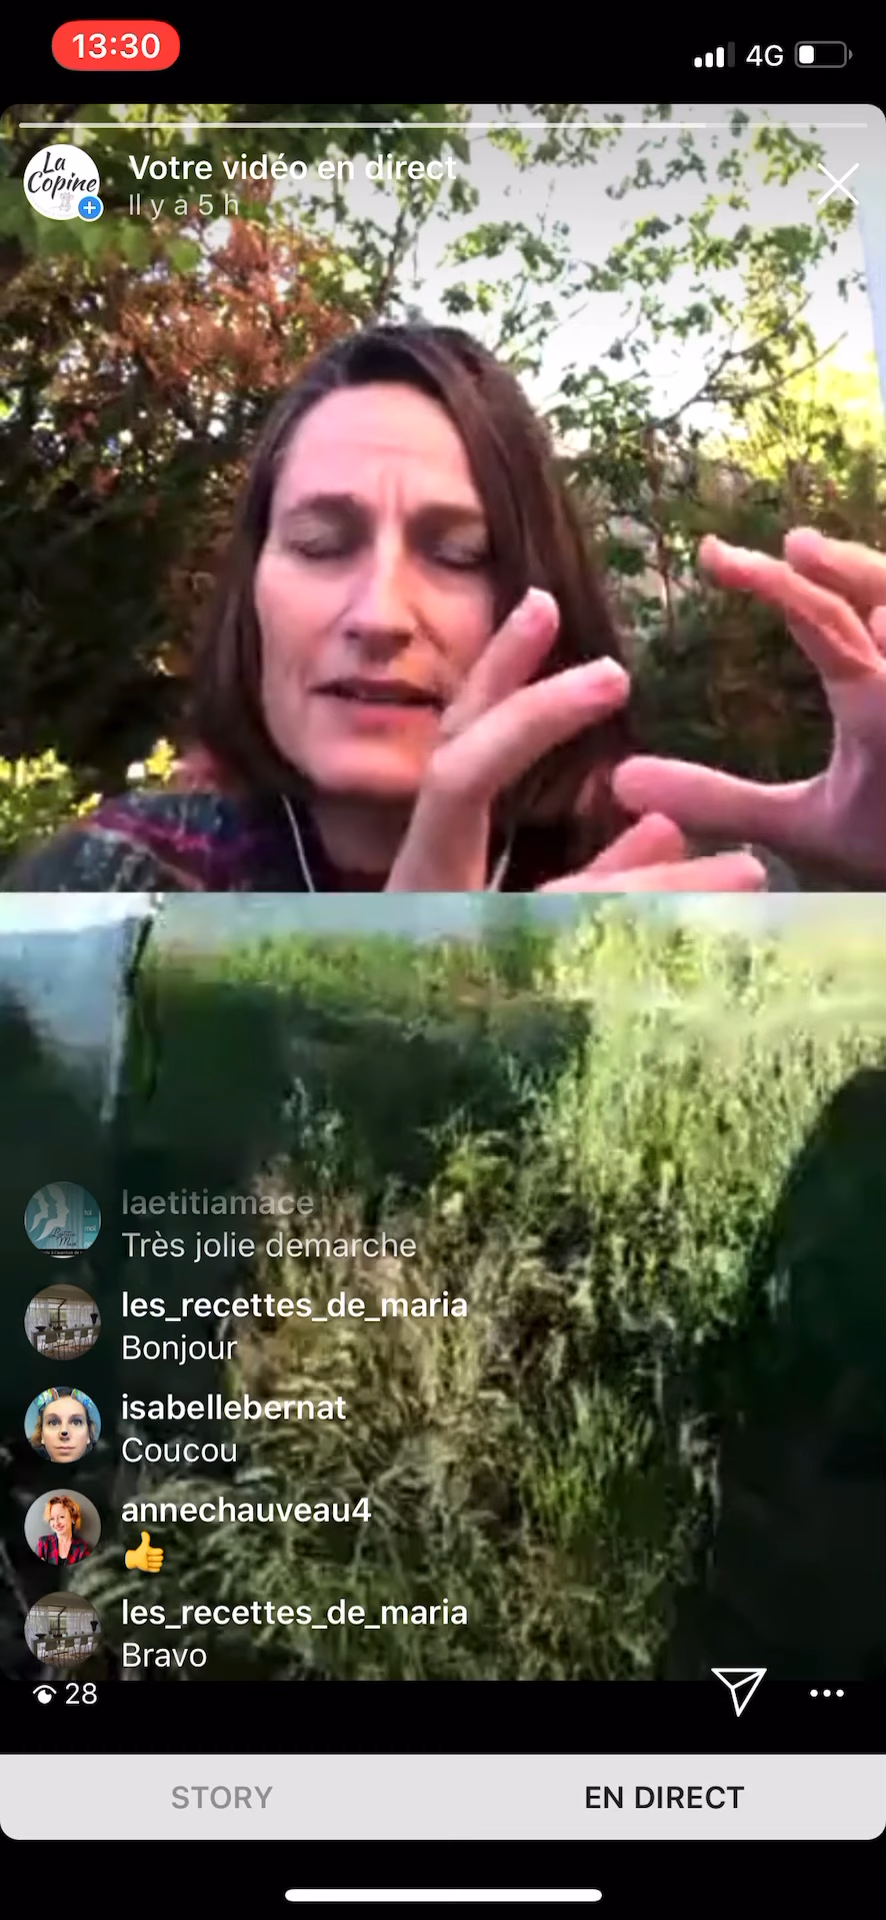 13:30
4G
La
Copine
Votre vidéo en direct
Il y a 5 h
laetitiamace
Très jolie demarche
les_recettes_de_maria
Bonjour
isabellebernat
Coucou
annechauveau4
👍
les_recettes_de_maria
Bravo
28
STORY
EN DIRECT